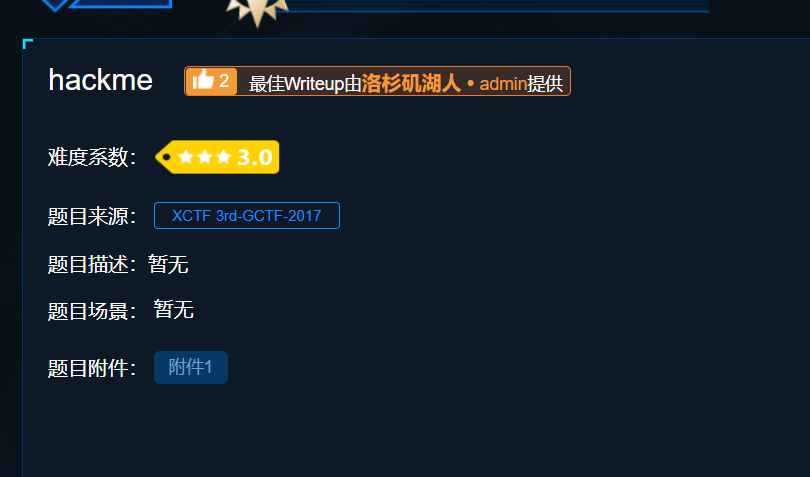 hackme 2 最佳Writeup由洛杉矶湖人 • admin提供
难度系数： 3.0
题目来源： XCTF 3rd-GCTF-2017
题目描述：暂无
题目场景： 暂无
题目附件： 附件1